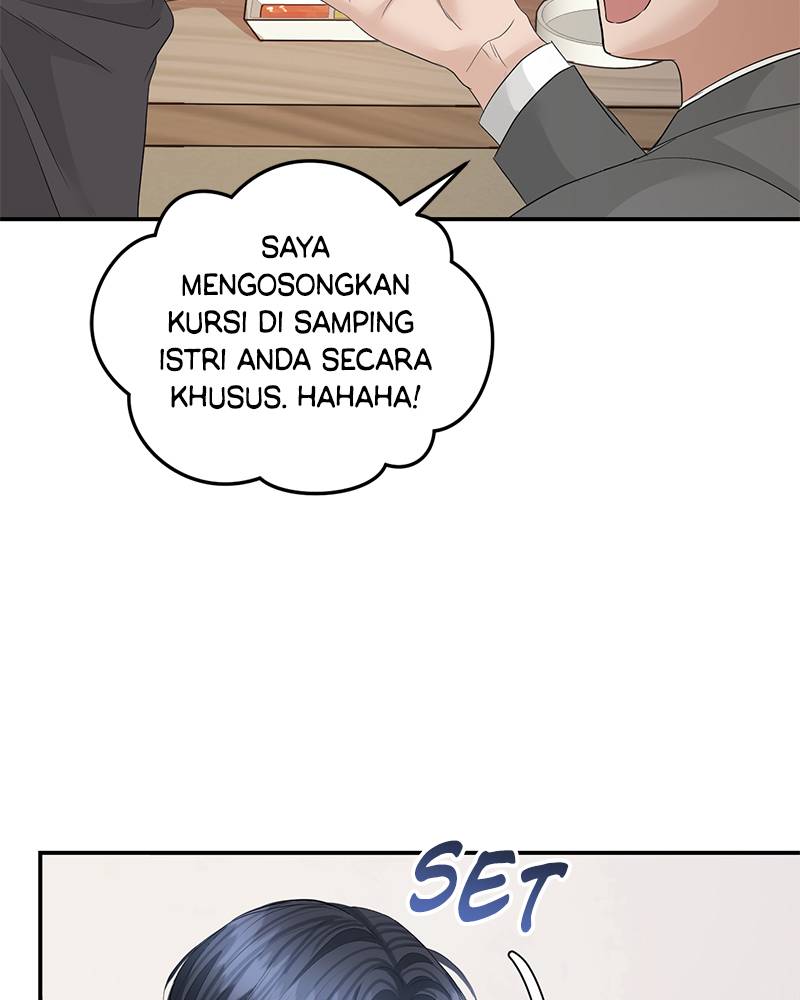 SAYA
MENGOSONGKAN
KURSI DI SAMPING
ISTRI ANDA SECARA
KHUSUS. HAHAHA!
SET